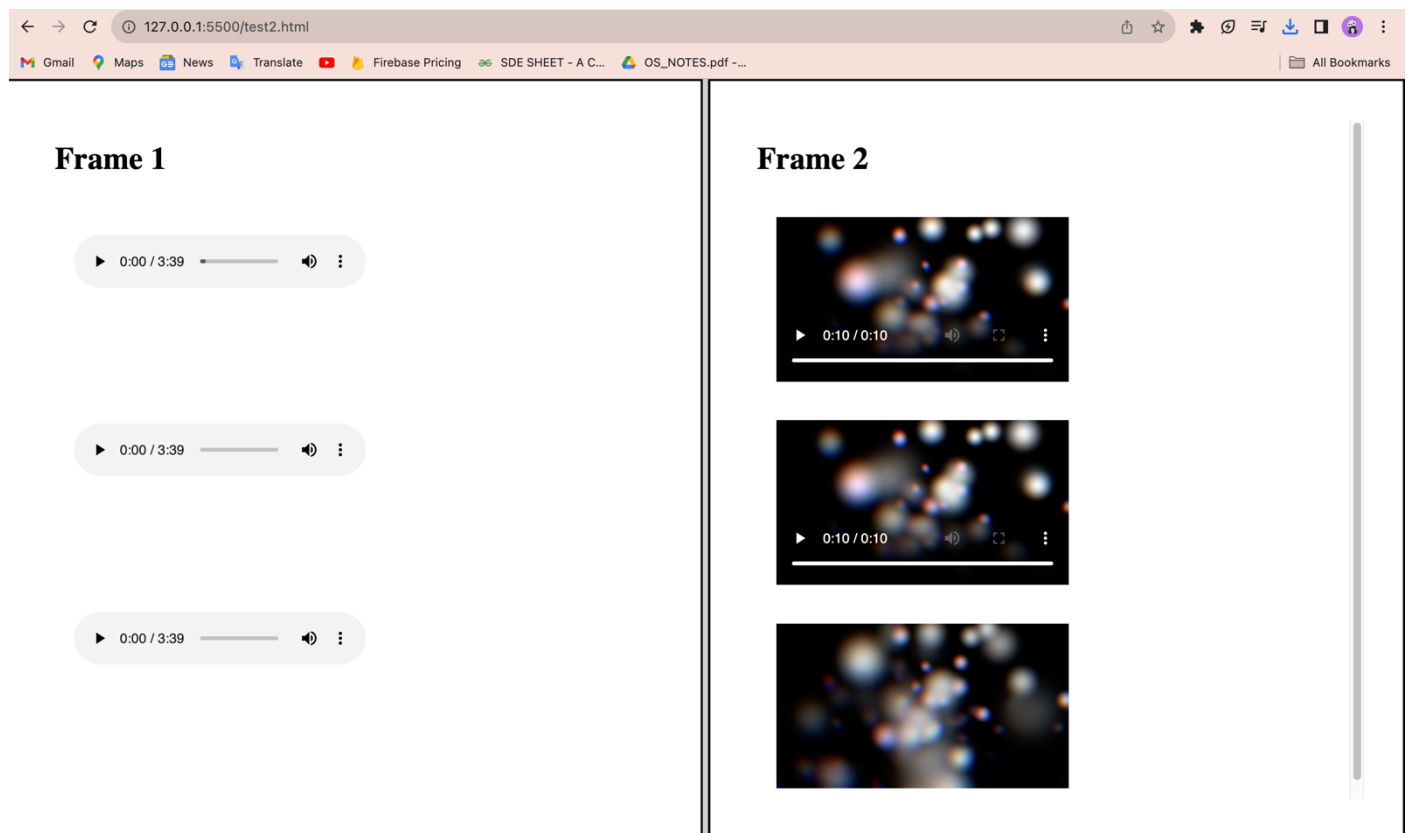 127.0.0.1:5500/test2.html
Gmail Maps News Translate Firebase Pricing SDE SHEET - A C... OS_NOTES.pdf -... All Bookmarks
Frame 1
0:00 / 3:39
0:00 / 3:39
0:00 / 3:39
Frame 2
0:10 / 0:10
0:10 / 0:10